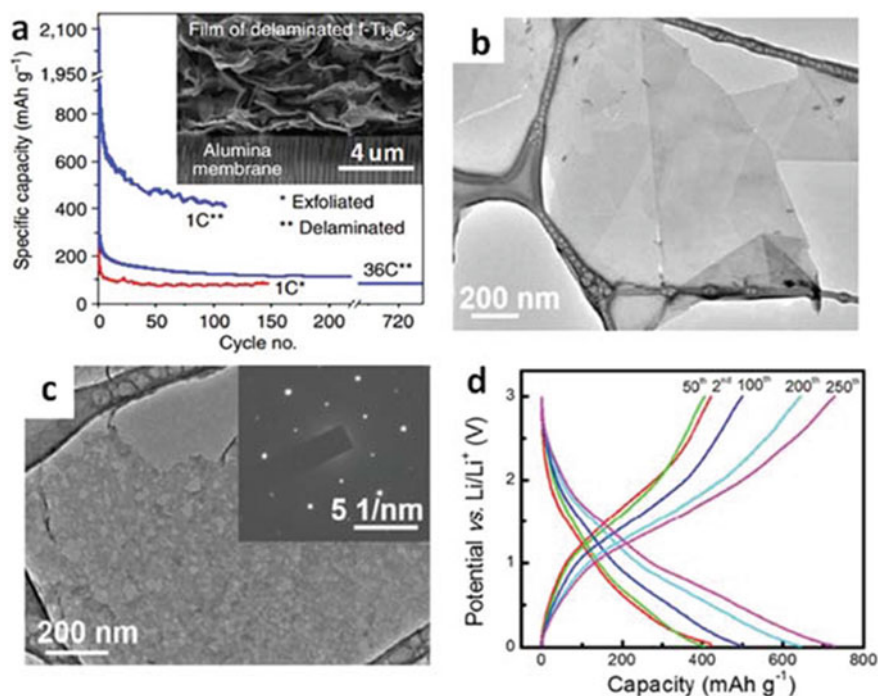 a
Specific capacity (mAh g⁻¹)
2,100
1,950
800
600
400
200
0
0 50 100 150 200 720
Cycle no.
Film of delaminated f-Ti₃C₂
Alumina
membrane
4 um
* Exfoliated
** Delaminated
1C**
36C**
1C*
b
200 nm
c
5 1/nm
200 nm
d
Potential vs. Li/Li⁺ (V)
3
2
1
0
50th 2nd 100th 200th 250th
0 200 400 600 800
Capacity (mAh g⁻¹)